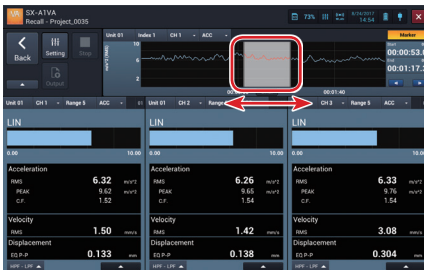 SX-A1VA
Recall - Project_0035
73%
9/14/2017
14:54
Back
Setting
Stop
Output
Unit 01 Index 1 CH 1 ACC
Marker
10
6
2
Start
00:00:53.
End
00:01:17.
00:01:40
Unit 01 CH 1 Range 5 ACC
Unit 01 CH 2 Range
CH 3 Range 5 ACC
LIN LIN LIN
0.00 10.00 0.00 10.00 0.00 10.00
Acceleration Acceleration Acceleration
RMS 6.32 m/s^2 RMS 6.26 m/s^2 RMS 6.33 m/s^2
PEAK 9.62 m/s^2 PEAK 9.65 m/s^2 PEAK 9.76 m/s^2
C.F. 1.52 C.F. 1.54 C.F. 1.54
Velocity Velocity Velocity
RMS 1.50 mm/s RMS 1.42 mm/s RMS 3.08 mm/s
Displacement Displacement Displacement
EQ P-P 0.133 mm EQ P-P 0.138 mm EQ P-P 0.304 mm
HPF - LPF HPF - LPF HPF - LPF